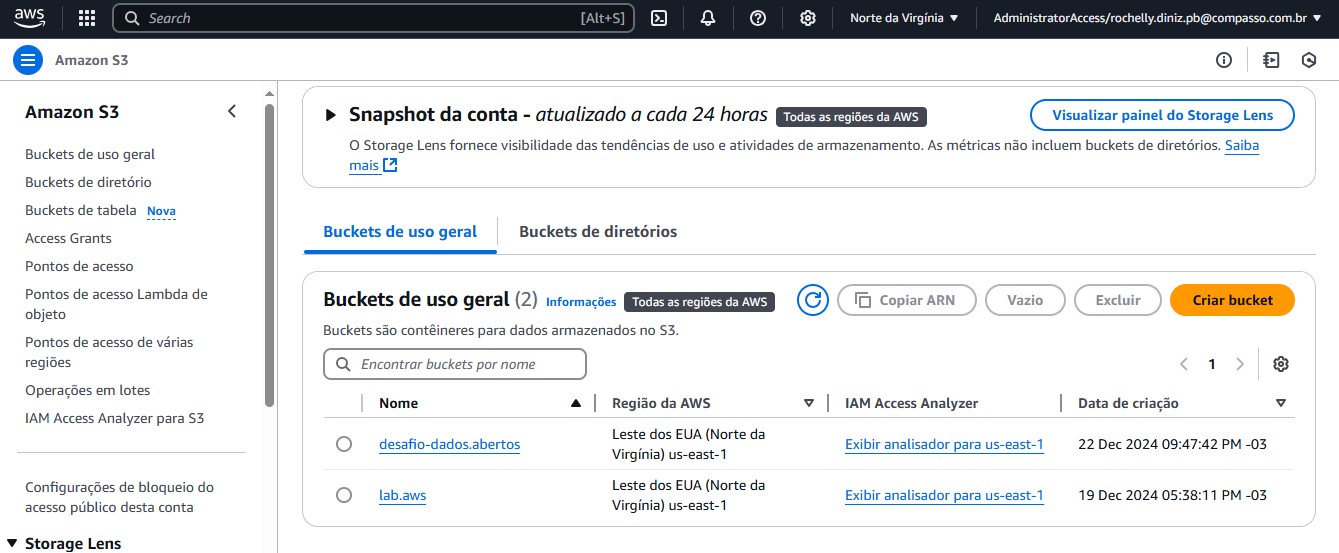 aws
Search [Alt+S] Norte da Virgínia AdministratorAccess/rochelly.diniz.pb@compasso.com.br
Amazon S3
Amazon S3
Buckets de uso geral
Buckets de diretório
Buckets de tabela Nova
Access Grants
Pontos de acesso
Pontos de acesso Lambda de
objeto
Pontos de acesso de várias
regiões
Operações em lotes
IAM Access Analyzer para S3
Configurações de bloqueio do
acesso público desta conta
Storage Lens
Snapshot da conta - atualizado a cada 24 horas Todas as regiões da AWS
Visualizar painel do Storage Lens
O Storage Lens fornece visibilidade das tendências de uso e atividades de armazenamento. As métricas não incluem buckets de diretórios. Saiba
mais
Buckets de uso geral Buckets de diretórios
Buckets de uso geral (2) Informações Todas as regiões da AWS
Copiar ARN Vazio Excluir Criar bucket
Buckets são contêineres para dados armazenados no S3.
Encontrar buckets por nome
1
Nome Região da AWS IAM Access Analyzer Data de criação
desafio-dados.abertos Leste dos EUA (Norte da Exibir analisador para us-east-1 22 Dec 2024 09:47:42 PM -03
Virgínia) us-east-1
lab.aws Leste dos EUA (Norte da Exibir analisador para us-east-1 19 Dec 2024 05:38:11 PM -03
Virgínia) us-east-1